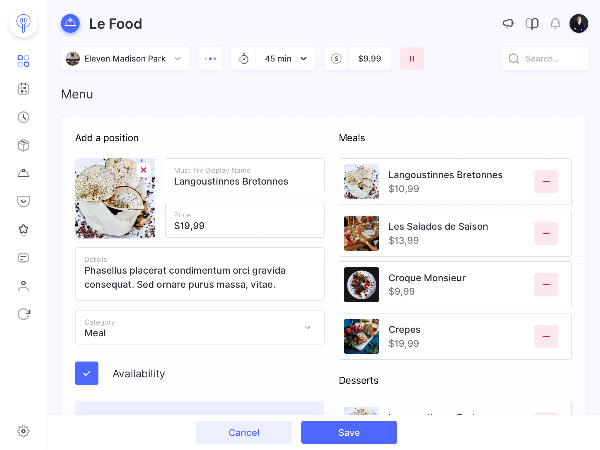 Le Food
Eleven Madison Park
45 min
$9.99
Search...
Menu
Add a position
Must Try Display Name
Langoustinnes Bretonnes
Price
$19,99
Details
Phasellus placerat condimentum orci gravida
consequat. Sed ornare purus massa, vitae.
Category
Meal
Availability
Meals
Langoustinnes Bretonnes
$10,99
Les Salades de Saison
$13,99
Croque Monsieur
$9,99
Crepes
$19,99
Desserts
Cancel
Save